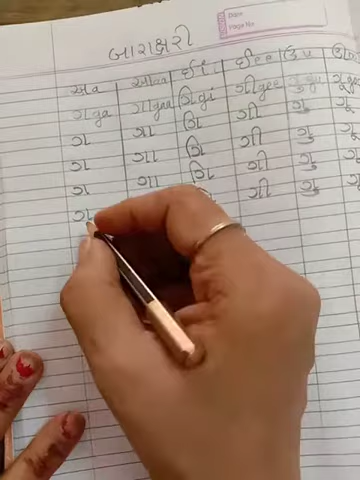 Date
Page No
બારાક્ષરી
અ a આ aa ઇ i ઈ ee ઉ u
ગ ga ગા gaa ગિ gi ગી gee ગુ gu
ગ ગા ગિ ગી ગુ ગૂ
ગ ગા ગિ ગી ગુ ગૂ
ગ ગા ગિ ગી ગુ ગૂ
ગ